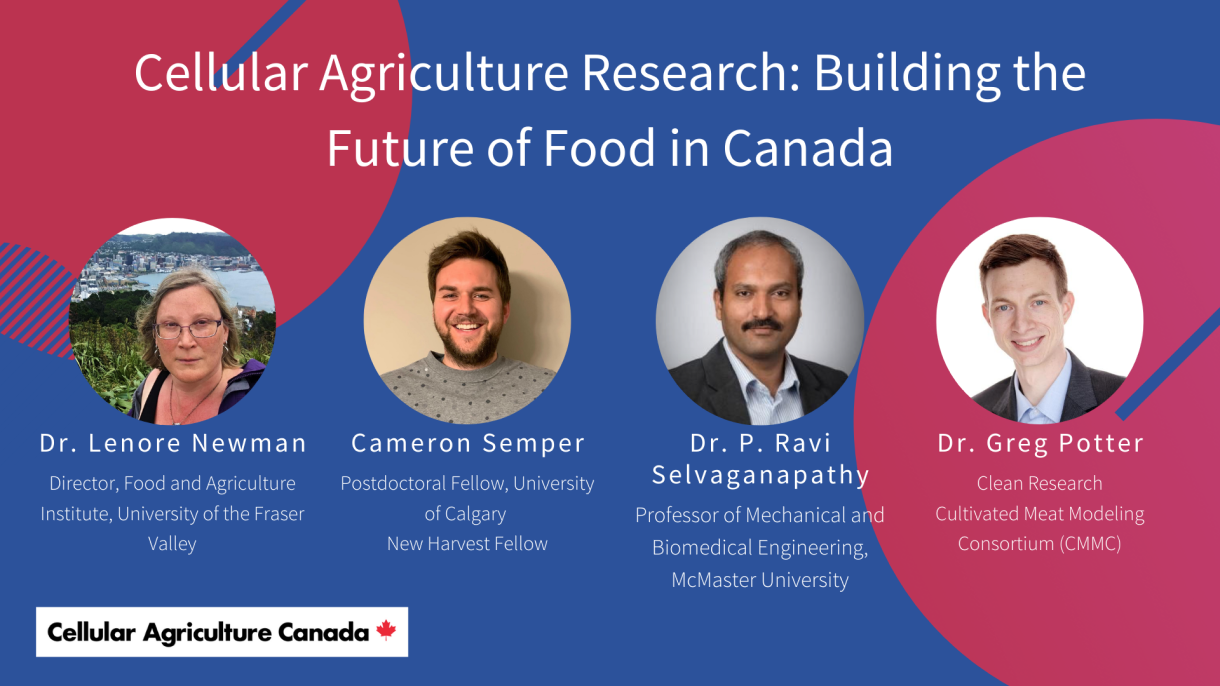 Cellular Agriculture Research: Building the
Future of Food in Canada
Dr. Lenore Newman
Director, Food and Agriculture
Institute, University of the Fraser
Valley
Cameron Semper
Postdoctoral Fellow, University
of Calgary
New Harvest Fellow
Dr. P. Ravi
Selvaganapathy
Professor of Mechanical and
Biomedical Engineering,
McMaster University
Dr. Greg Potter
Clean Research
Cultivated Meat Modeling
Consortium (CMMC)
Cellular Agriculture Canada